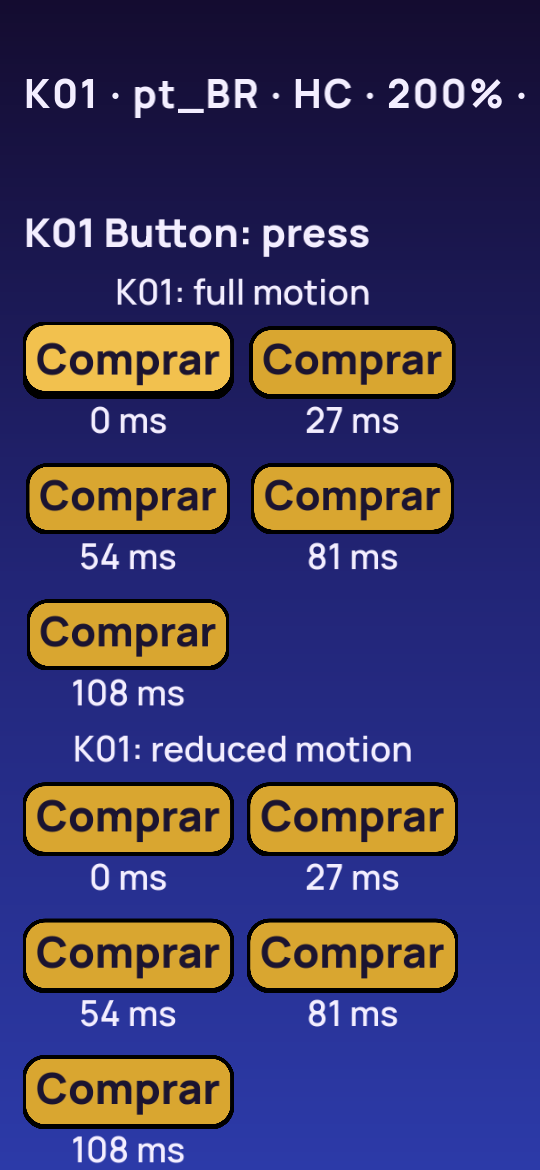 K01 · pt_BR · HC · 200% ·
K01 Button: press
K01: full motion
Comprar Comprar
0 ms 27 ms
Comprar Comprar
54 ms 81 ms
Comprar
108 ms
K01: reduced motion
Comprar Comprar
0 ms 27 ms
Comprar Comprar
54 ms 81 ms
Comprar
108 ms